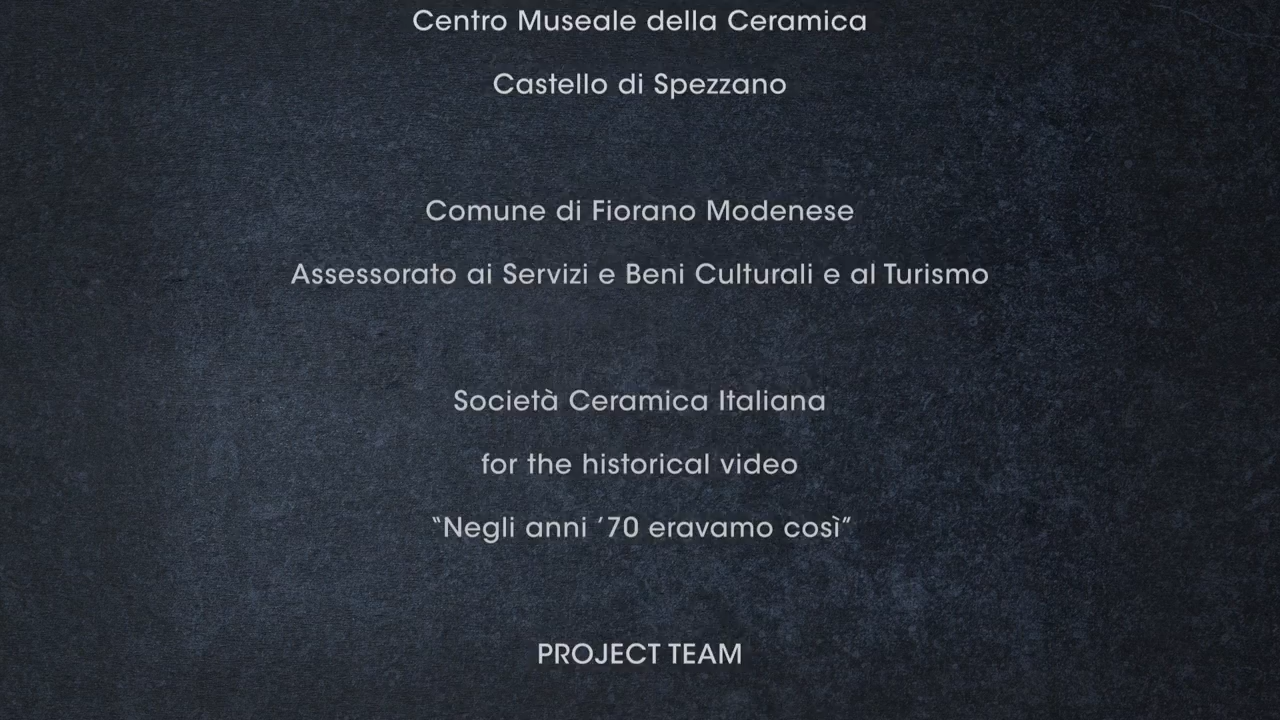 Centro Museale della Ceramica
Castello di Spezzano
Comune di Fiorano Modenese
Assessorato ai Servizi e Beni Culturali e al Turismo
Società Ceramica Italiana
for the historical video
“Negli anni ‘70 eravamo così”
PROJECT TEAM